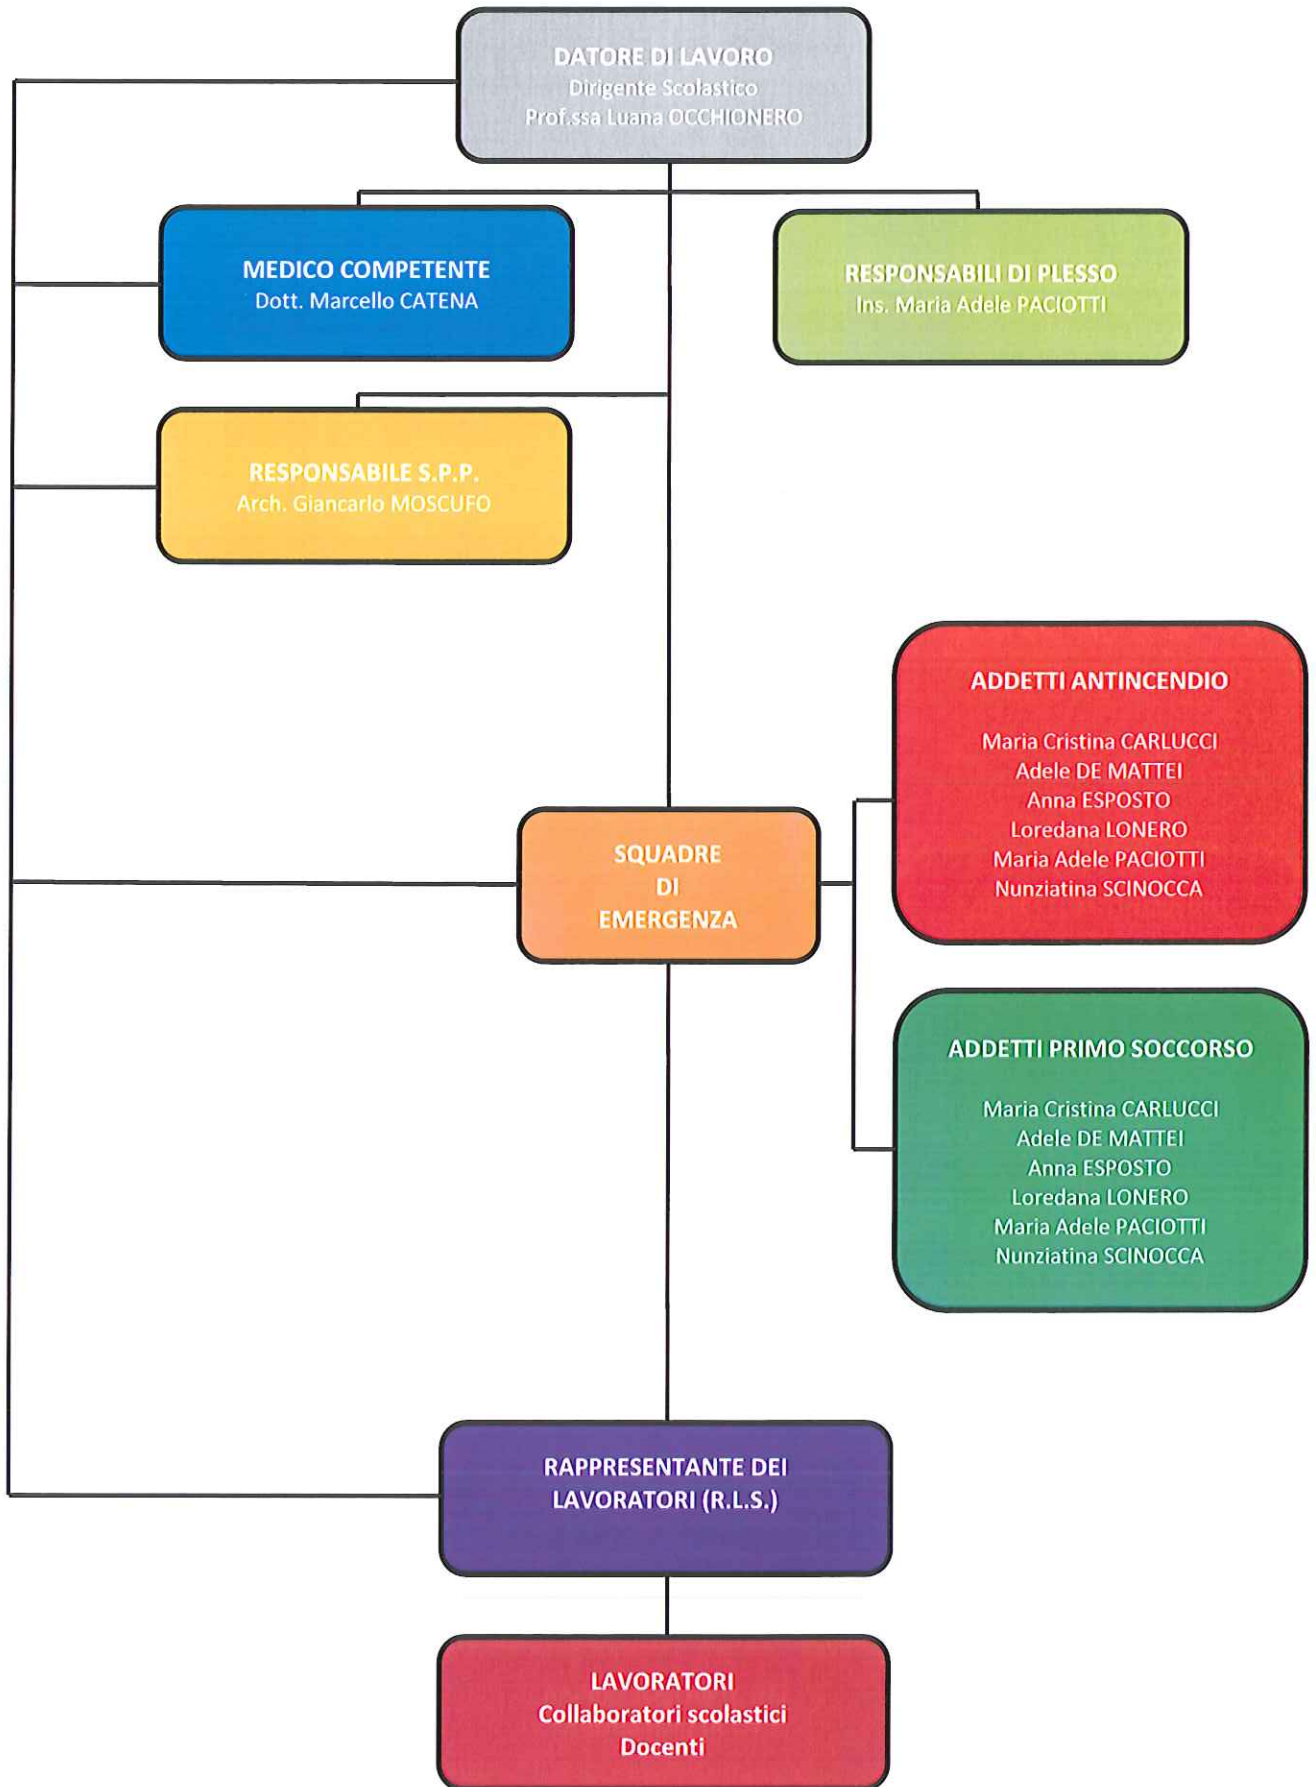 DATORE DI LAVORO
Dirigente Scolastico
Prof.ssa Luana OCCHIONERO
MEDICO COMPETENTE
Dott. Marcello CATENA
RESPONSABILI DI PLESSO
Ins. Maria Adele PACIOTTI
RESPONSABILE S.P.P.
Arch. Giancarlo MOSCUFO
ADDETTI ANTINCENDIO
Maria Cristina CARLUCCI
Adele DE MATTEI
Anna ESPOSTO
Loredana LONERO
Maria Adele PACIOTTI
Nunziatina SCINOCCA
SQUADRE
DI
EMERGENZA
ADDETTI PRIMO SOCCORSO
Maria Cristina CARLUCCI
Adele DE MATTEI
Anna ESPOSTO
Loredana LONERO
Maria Adele PACIOTTI
Nunziatina SCINOCCA
RAPPRESENTANTE DEI
LAVORATORI (R.L.S.)
LAVORATORI
Collaboratori scolastici
Docenti